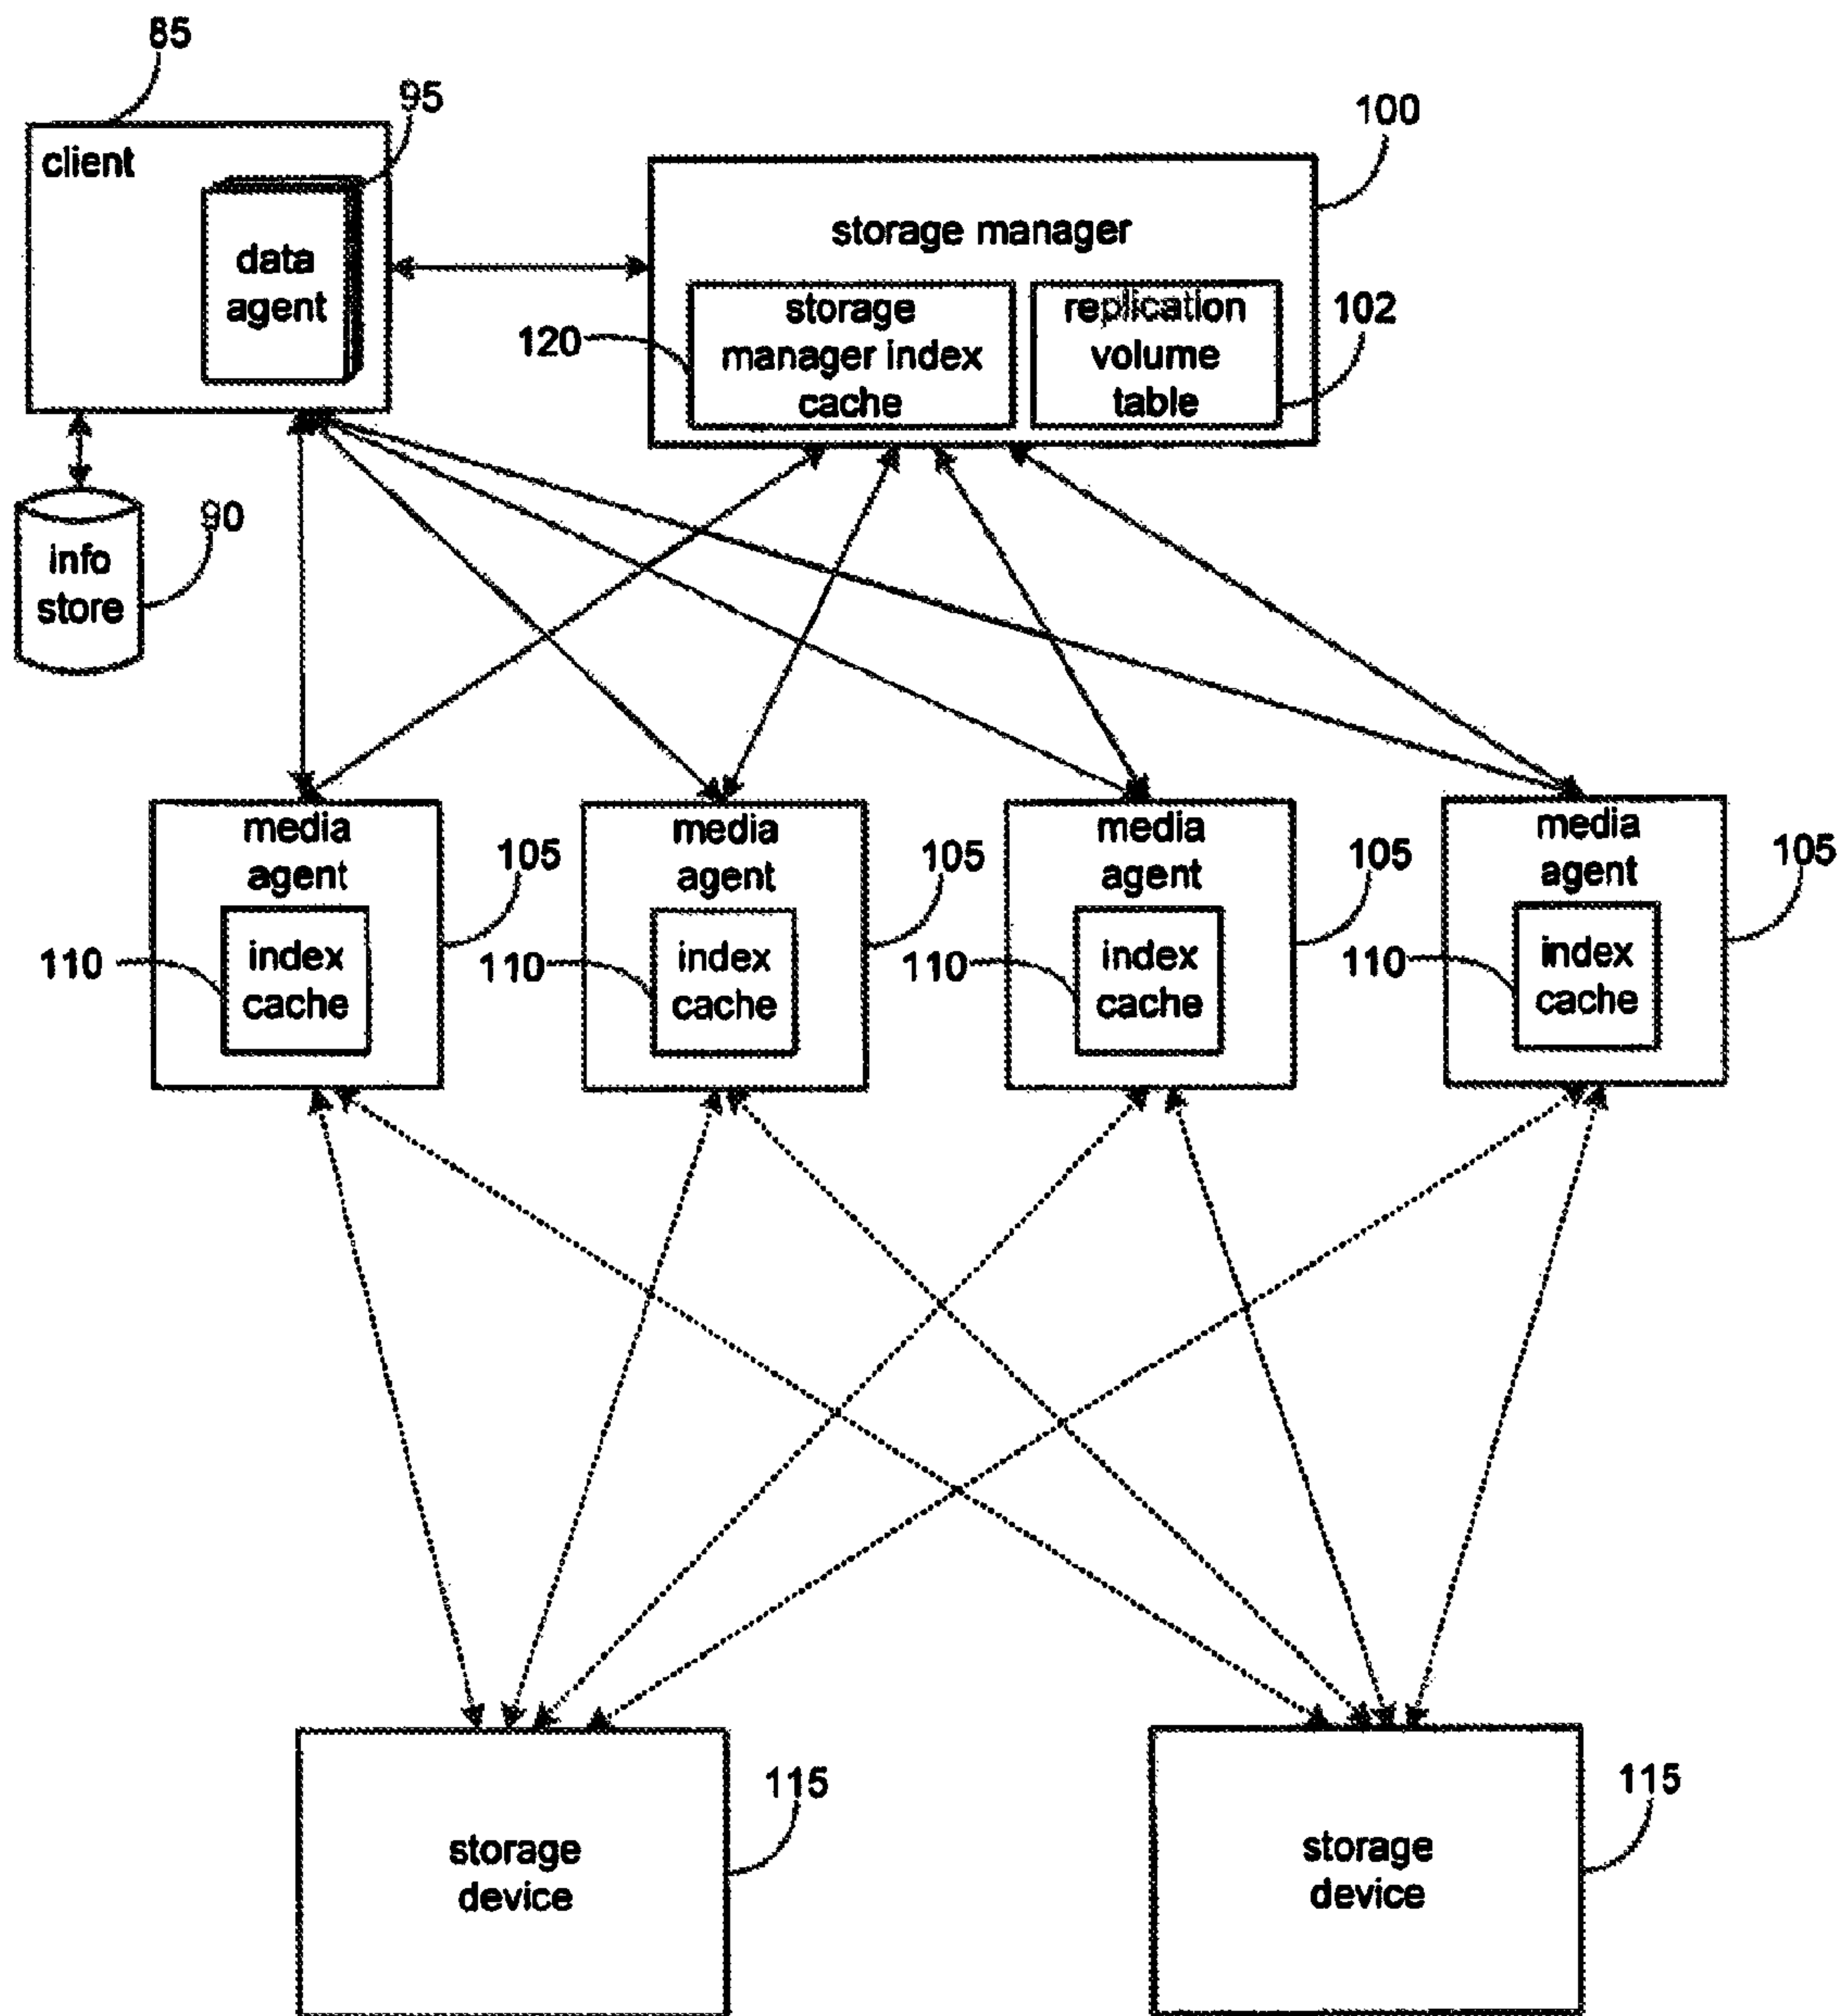 85
95
100
client
data
agent
storage manager
storage
manager index
cache
replication
volume
table
120
102
90
info
store
media
agent
105
index
cache
110
media
agent
105
index
cache
110
media
agent
105
index
cache
110
media
agent
105
index
cache
110
storage
device
115
storage
device
115